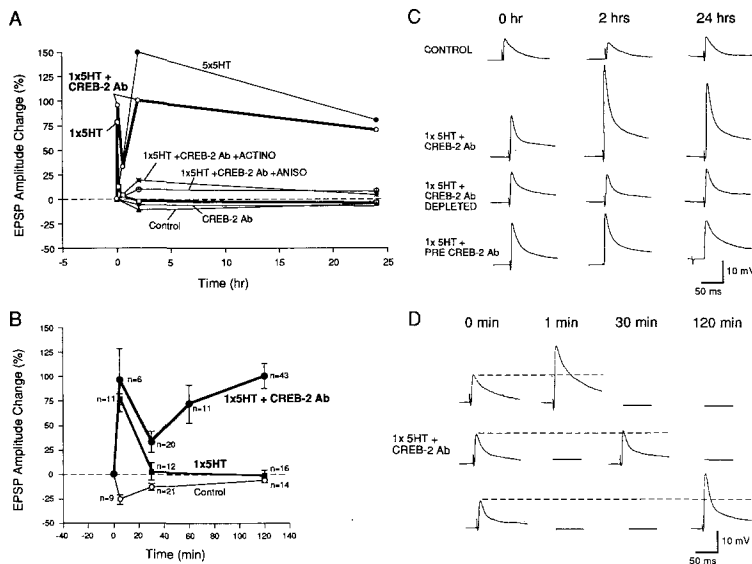 A
EPSP Amplitude Change (%)
150
125
100
75
50
25
0
-25
-50
-5
0
5
10
15
20
25
Time (hr)
1x5HT +
CREB-2 Ab
1x5HT
5x5HT
1x5HT +CREB-2 Ab +ACTINO
1x5HT +CREB-2 Ab +ANISO
CREB-2 Ab
Control
B
EPSP Amplitude Change (%)
150
125
100
75
50
25
0
-25
-50
-40
-20
0
20
40
60
80
100
120
140
Time (min)
n=6
n=11
n=20
n=11
n=43
1x5HT + CREB-2 Ab
n=12
1x5HT
n=16
n=9
n=21
Control
n=14
C
0 hr
2 hrs
24 hrs
CONTROL
1x 5HT +
CREB-2 Ab
1x 5HT +
CREB-2 Ab
DEPLETED
1x 5HT +
PRE CREB-2 Ab
10 mV
50 ms
D
0 min
1 min
30 min
120 min
1x 5HT +
CREB-2 Ab
10 mV
50 ms